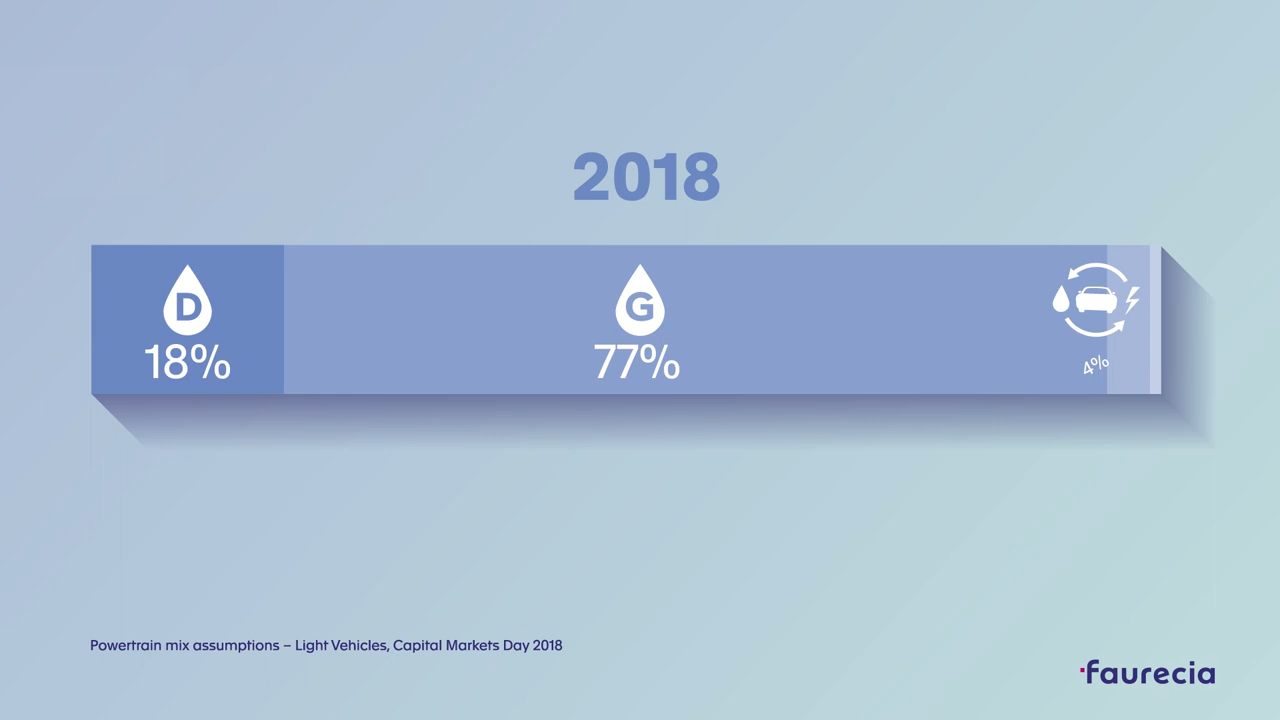 2018
D
G
18%
77%
4%
Powertrain mix assumptions – Light Vehicles, Capital Markets Day 2018
faurecia